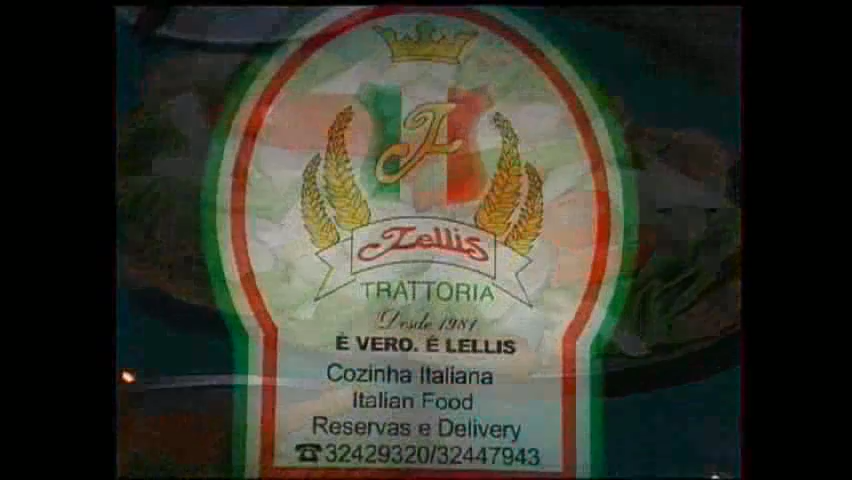 L
Lellis
TRATTORIA
Desde 1981
È VERO. É LELLIS
Cozinha Italiana
Italian Food
Reservas e Delivery
☎32429320/32447943